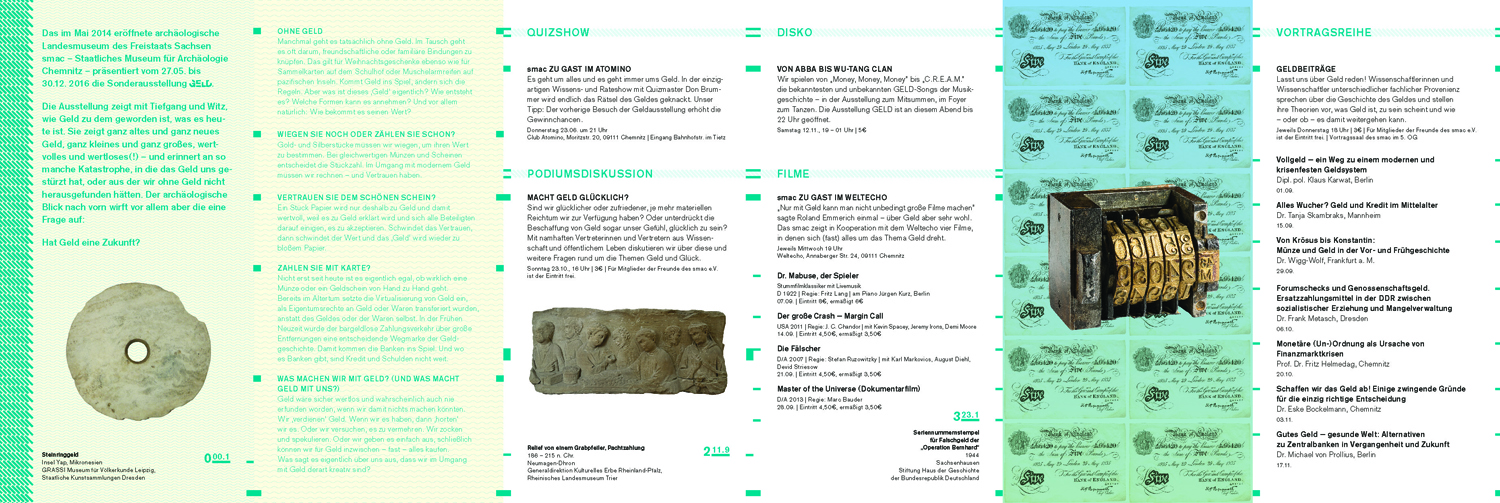 Das im Mai 2014 eröffnete archäologische
Landesmuseum des Freistaats Sachsen
smac – Staatliches Museum für Archäologie
Chemnitz – präsentiert vom 27.05. bis
30.12. 2016 die Sonderausstellung GELD.
Die Ausstellung zeigt mit Tiefgang und Witz,
wie Geld zu dem geworden ist, was es heu-
te ist. Sie zeigt ganz altes und ganz neues
Geld, ganz kleines und ganz großes, wert-
volles und wertloses(!) – und erinnert an so
manche Katastrophe, in die das Geld uns ge-
stürzt hat, oder aus der wir ohne Geld nicht
herausgefunden hätten. Der archäologische
Blick nach vorn wirft vor allem aber die eine
Frage auf:
Hat Geld eine Zukunft?
Steinringgeld
Insel Yap, Mikronesien
GRASSI Museum für Völkerkunde Leipzig,
Staatliche Kunstsammlungen Dresden
0 00.1
OHNE GELD
Manchmal geht es tatsächlich ohne Geld. Im Tausch geht
es oft darum, freundschaftliche oder familiäre Bindungen zu
knüpfen. Das gilt für Weihnachtsgeschenke ebenso wie für
Sammelkarten auf dem Schulhof oder Muschelarmreifen auf
pazifischen Inseln. Kommt Geld ins Spiel, ändern sich die
Regeln. Aber was ist dieses ‚Geld' eigentlich? Wie entsteht
es? Welche Formen kann es annehmen? Und vor allem
natürlich: Wie bekommt es seinen Wert?
WIEGEN SIE NOCH ODER ZÄHLEN SIE SCHON?
Gold- und Silberstücke müssen wir wiegen, um ihren Wert
zu bestimmen. Bei gleichwertigen Münzen und Scheinen
entscheidet die Stückzahl. Im Umgang mit modernem Geld
müssen wir rechnen – und Vertrauen haben.
VERTRAUEN SIE DEM SCHÖNEN SCHEIN?
Ein Stück Papier wird nur deshalb zu Geld und damit
wertvoll, weil es zu Geld erklärt wird und sich alle Beteiligten
darauf einigen, es zu akzeptieren. Schwindet das Vertrauen,
dann schwindet der Wert und das ‚Geld' wird wieder zu
bloßem Papier.
ZAHLEN SIE MIT KARTE?
Nicht erst seit heute ist es eigentlich egal, ob wirklich eine
Münze oder ein Geldschein von Hand zu Hand geht.
Bereits im Altertum setzte die Virtualisierung von Geld ein,
als Eigentumsrechte an Geld oder Waren transferiert wurden,
anstatt des Geldes oder der Waren selbst. In der Frühen
Neuzeit wurde der bargeldlose Zahlungsverkehr über große
Entfernungen eine entscheidende Wegmarke der Geld-
geschichte. Damit kommen die Banken ins Spiel. Und wo
es Banken gibt, sind Kredit und Schulden nicht weit.
WAS MACHEN WIR MIT GELD? (UND WAS MACHT
GELD MIT UNS?)
Geld wäre sicher wertlos und wahrscheinlich auch nie
erfunden worden, wenn wir damit nichts machen könnten.
Wir ‚verdienen' Geld. Wenn wir es haben, dann ‚horten'
wir es. Oder wir versuchen, es zu vermehren. Wir zocken
und spekulieren. Oder wir geben es einfach aus, schließlich
können wir für Geld inzwischen – fast – alles kaufen.
Was sagt es eigentlich über uns aus, dass wir im Umgang
mit Geld derart kreativ sind?
QUIZSHOW
smac ZU GAST IM ATOMINO
Es geht um alles und es geht immer ums Geld. In der einzig-
artigen Wissens- und Rateshow mit Quizmaster Don Brum-
mer wird endlich das Rätsel des Geldes geknackt. Unser
Tipp: Der vorherige Besuch der Geldausstellung erhöht die
Gewinnchancen.
Donnerstag 23.06. um 21 Uhr
Club Atomino, Moritzstr. 20, 09111 Chemnitz | Eingang Bahnhofstr. im Tietz
PODIUMSDISKUSSION
MACHT GELD GLÜCKLICH?
Sind wir glücklicher oder zufriedener, je mehr materiellen
Reichtum wir zur Verfügung haben? Oder unterdrückt die
Beschaffung von Geld sogar unser Gefühl, glücklich zu sein?
Mit namhaften Vertreterinnen und Vertretern aus Wissen-
schaft und öffentlichem Leben diskutieren wir über diese und
weitere Fragen rund um die Themen Geld und Glück.
Sonntag 23.10., 16 Uhr | 3€ | Für Mitglieder der Freunde des smac e.V.
ist der Eintritt frei.
Relief von einem Grabpfeiler, Pachtzahlung
186 – 215 n. Chr.
Neumagen-Dhron
Generaldirektion Kulturelles Erbe Rheinland-Pfalz,
Rheinisches Landesmuseum Trier
2 11.9
DISKO
VON ABBA BIS WU-TANG CLAN
Wir spielen von „Money, Money, Money" bis „C.R.E.A.M."
die bekanntesten und unbekannten GELD-Songs der Musik-
geschichte – in der Ausstellung zum Mitsummen, im Foyer
zum Tanzen. Die Ausstellung GELD ist an diesem Abend bis
22 Uhr geöffnet.
Samstag 12.11., 19 – 01 Uhr | 5€
FILME
smac ZU GAST IM WELTECHO
„Nur mit Geld kann man nicht unbedingt große Filme machen"
sagte Roland Emmerich einmal – über Geld aber sehr wohl.
Das smac zeigt in Kooperation mit dem Weltecho vier Filme,
in denen sich (fast) alles um das Thema Geld dreht.
Jeweils Mittwoch 19 Uhr
Weltecho, Annaberger Str. 24, 09111 Chemnitz
Dr. Mabuse, der Spieler
Stummfilmklassiker mit Livemusik
D 1922 | Regie: Fritz Lang | am Piano Jürgen Kurz, Berlin
07.09. | Eintritt 8€, ermäßigt 6€
Der große Crash – Margin Call
USA 2011 | Regie: J. C. Chandor | mit Kevin Spacey, Jeremy Irons, Demi Moore
14.09. | Eintritt 4,50€, ermäßigt 3,50€
Die Fälscher
D/A 2007 | Regie: Stefan Ruzowitzky | mit Karl Markovics, August Diehl,
David Striesow
21.09. | Eintritt 4,50€, ermäßigt 3,50€
Master of the Universe (Dokumentarfilm)
D/A 2013 | Regie: Marc Bauder
28.09. | Eintritt 4,50€, ermäßigt 3,50€
3 23.1
Seriennummernstempel
für Falschgeld der
„Operation Bernhard"
1944
Sachsenhausen
Stiftung Haus der Geschichte
der Bundesrepublik Deutschland
Bank of England
Five
BANK of ENGLAND.
VORTRAGSREIHE
GELDBEITRÄGE
Lasst uns über Geld reden! Wissenschaftlerinnen und
Wissenschaftler unterschiedlicher fachlicher Provenienz
sprechen über die Geschichte des Geldes und stellen
ihre Theorien vor, was Geld ist, zu sein scheint und wie
– oder ob – es damit weitergehen kann.
Jeweils Donnerstag 18 Uhr | 3€ | Für Mitglieder der Freunde des smac e.V.
ist der Eintritt frei. | Vortragssaal des smac im 5. OG
Vollgeld – ein Weg zu einem modernen und
krisenfesten Geldsystem
Dipl. pol. Klaus Karwat, Berlin
01.09.
Alles Wucher? Geld und Kredit im Mittelalter
Dr. Tanja Skambraks, Mannheim
15.09.
Von Krösus bis Konstantin:
Münze und Geld in der Vor- und Frühgeschichte
Dr. Wigg-Wolf, Frankfurt a. M.
29.09.
Forumschecks und Genossenschaftsgeld.
Ersatzzahlungsmittel in der DDR zwischen
sozialistischer Erziehung und Mangelverwaltung
Dr. Frank Metasch, Dresden
06.10.
Monetäre (Un-)Ordnung als Ursache von
Finanzmarktkrisen
Prof. Dr. Fritz Helmedag, Chemnitz
20.10.
Schaffen wir das Geld ab! Einige zwingende Gründe
für die einzig richtige Entscheidung
Dr. Eske Bockelmann, Chemnitz
03.11.
Gutes Geld – gesunde Welt: Alternativen
zu Zentralbanken in Vergangenheit und Zukunft
Dr. Michael von Prollius, Berlin
17.11.